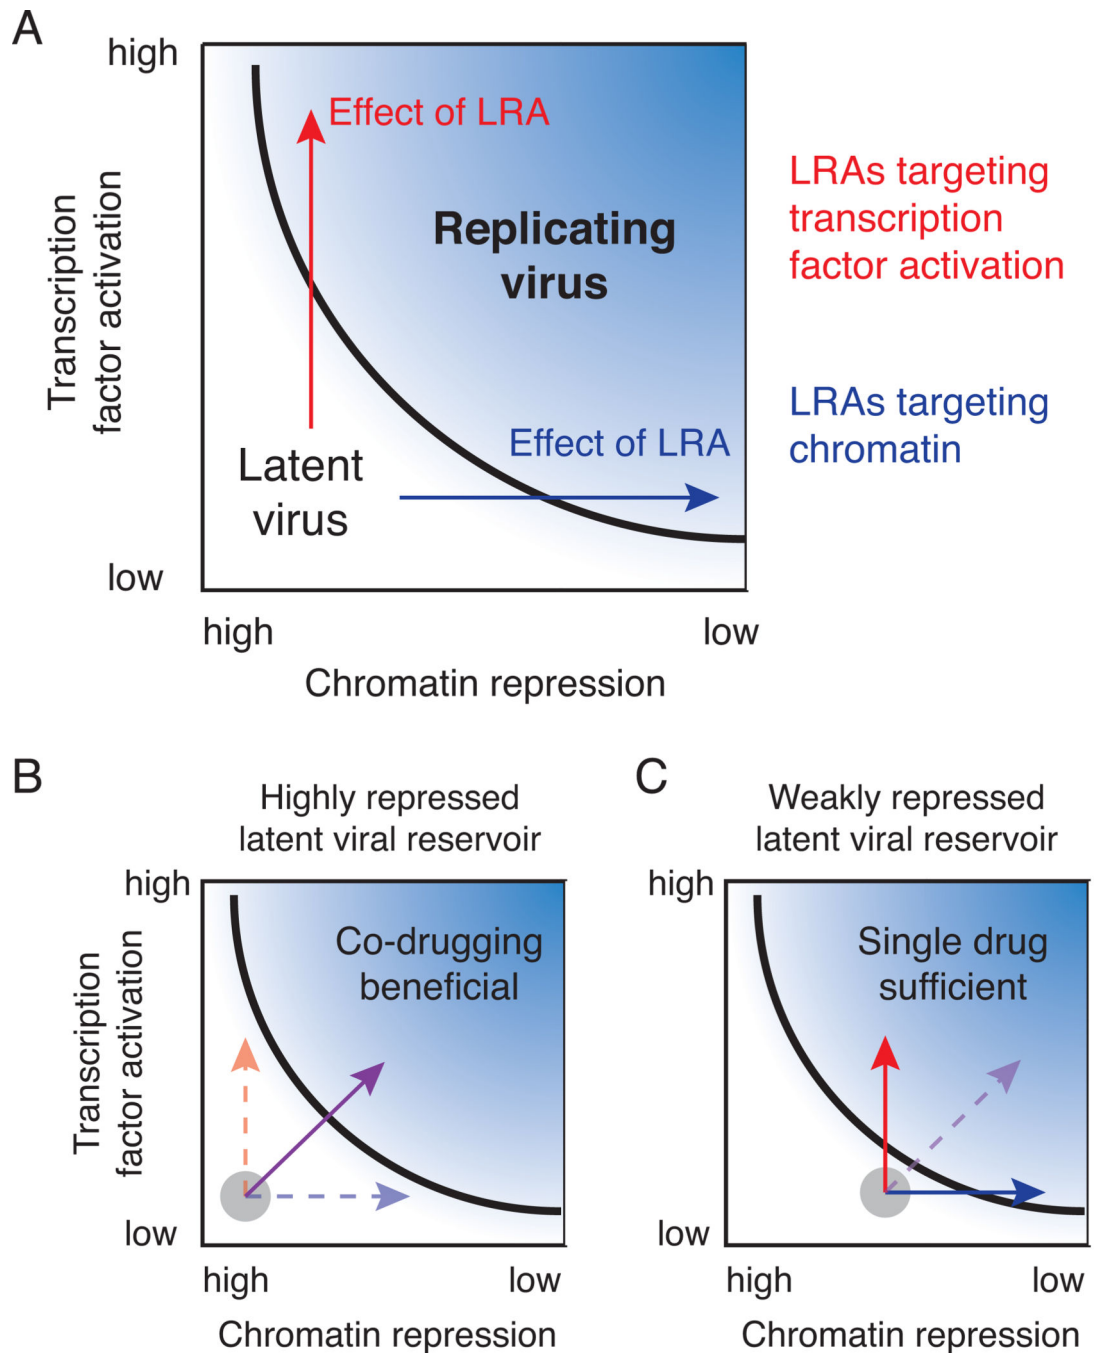 A
high
Effect of LRA
Replicating
virus
Transcription
factor activation
Effect of LRA
Latent
virus
low
high
low
Chromatin repression
LRAs targeting
transcription
factor activation
LRAs targeting
chromatin
B
Highly repressed
latent viral reservoir
high
Co-drugging
beneficial
Transcription
factor activation
low
high
low
Chromatin repression
C
Weakly repressed
latent viral reservoir
high
Single drug
sufficient
low
high
low
Chromatin repression